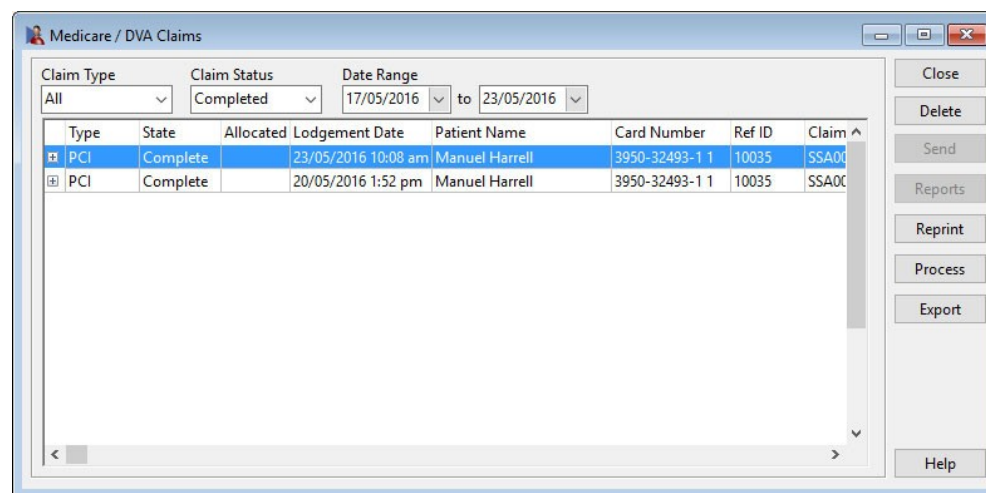 Medicare / DVA Claims
Claim Type Claim Status Date Range
All Completed 17/05/2016 to 23/05/2016
Type State Allocated Lodgement Date Patient Name Card Number Ref ID Claim
PCI Complete 23/05/2016 10:08 am Manuel Harrell 3950-32493-1 1 10035 SSA00
PCI Complete 20/05/2016 1:52 pm Manuel Harrell 3950-32493-1 1 10035 SSA00
Close
Delete
Send
Reports
Reprint
Process
Export
Help